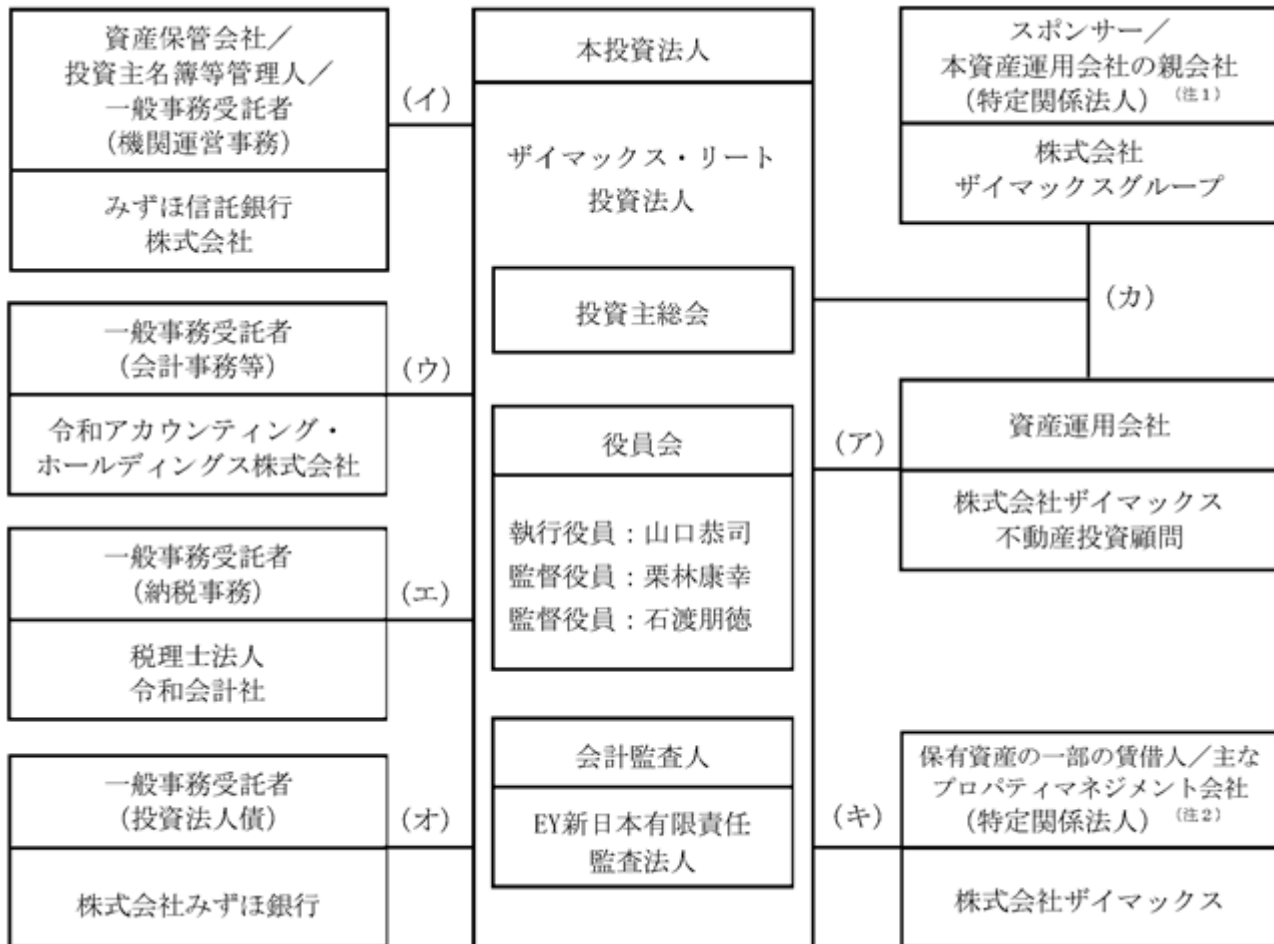 資産保管会社／
投資主名簿等管理人／
一般事務受託者
(機関運営事務)
みずほ信託銀行
株式会社
(イ)
一般事務受託者
(会計事務等)
令和アカウンティング・
ホールディングス株式会社
(ウ)
一般事務受託者
(納税事務)
税理士法人
令和会計社
(エ)
一般事務受託者
(投資法人債)
株式会社みずほ銀行
(オ)
本投資法人
ザイマックス・リート
投資法人
投資主総会
役員会
執行役員：山口恭司
監督役員：栗林康幸
監督役員：石渡朋徳
会計監査人
EY新日本有限責任
監査法人
スポンサー／
本資産運用会社の親会社
(特定関係法人) (注1)
株式会社
ザイマックスグループ
(カ)
(ア)
資産運用会社
株式会社ザイマックス
不動産投資顧問
(キ)
保有資産の一部の賃借人／主な
プロパティマネジメント会社
(特定関係法人) (注2)
株式会社ザイマックス